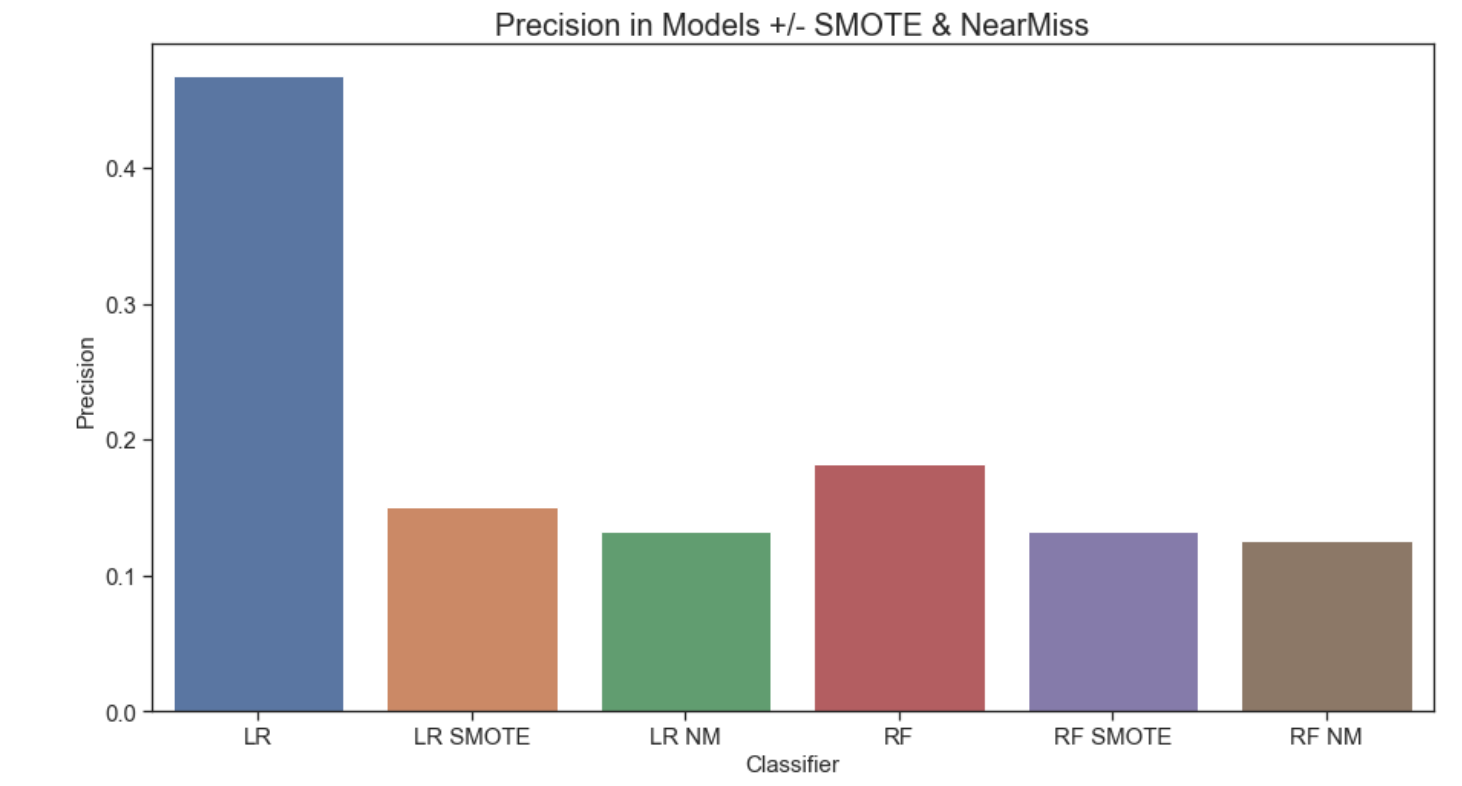 Precision in Models +/- SMOTE & NearMiss
0.4
0.3
0.2
0.1
0.0
Precision
LR LR SMOTE LR NM RF RF SMOTE RF NM
Classifier